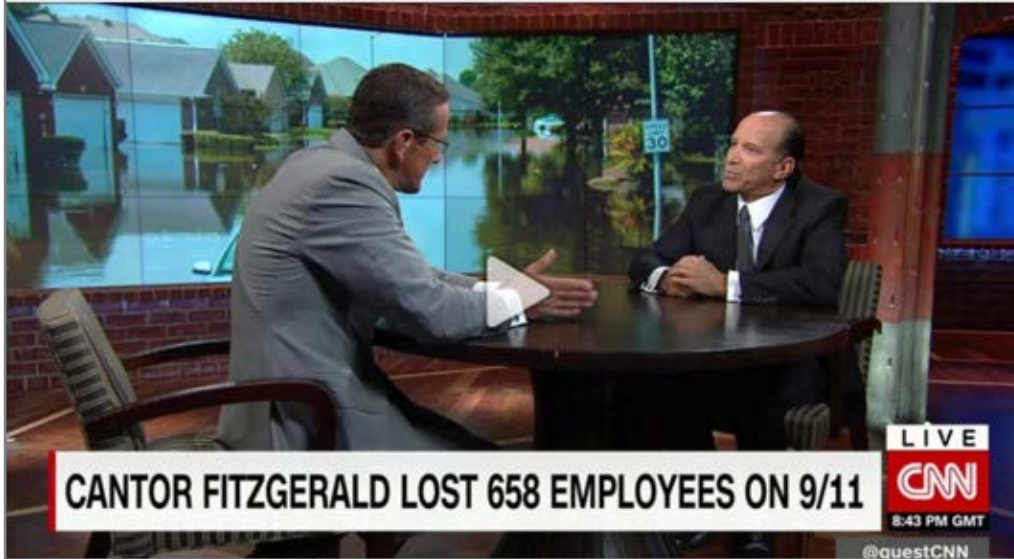 30
CANTOR FITZGERALD LOST 658 EMPLOYEES ON 9/11
LIVE
CNN
8:43 PM GMT
@questCNN